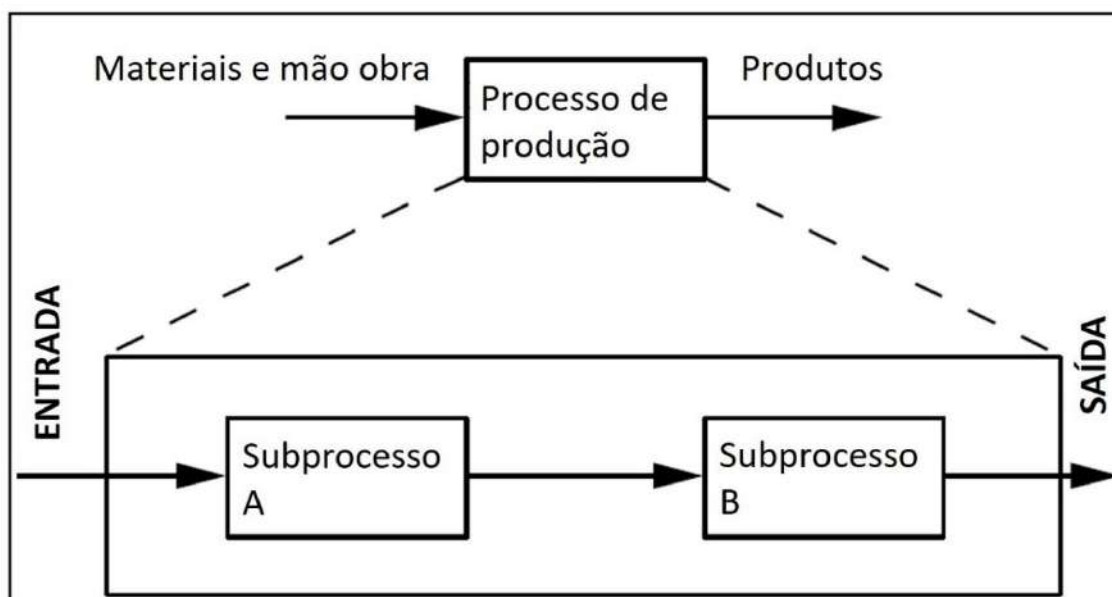 Materiais e mão obra
Produtos
Processo de
produção
ENTRADA
SAÍDA
Subprocesso
A
Subprocesso
B